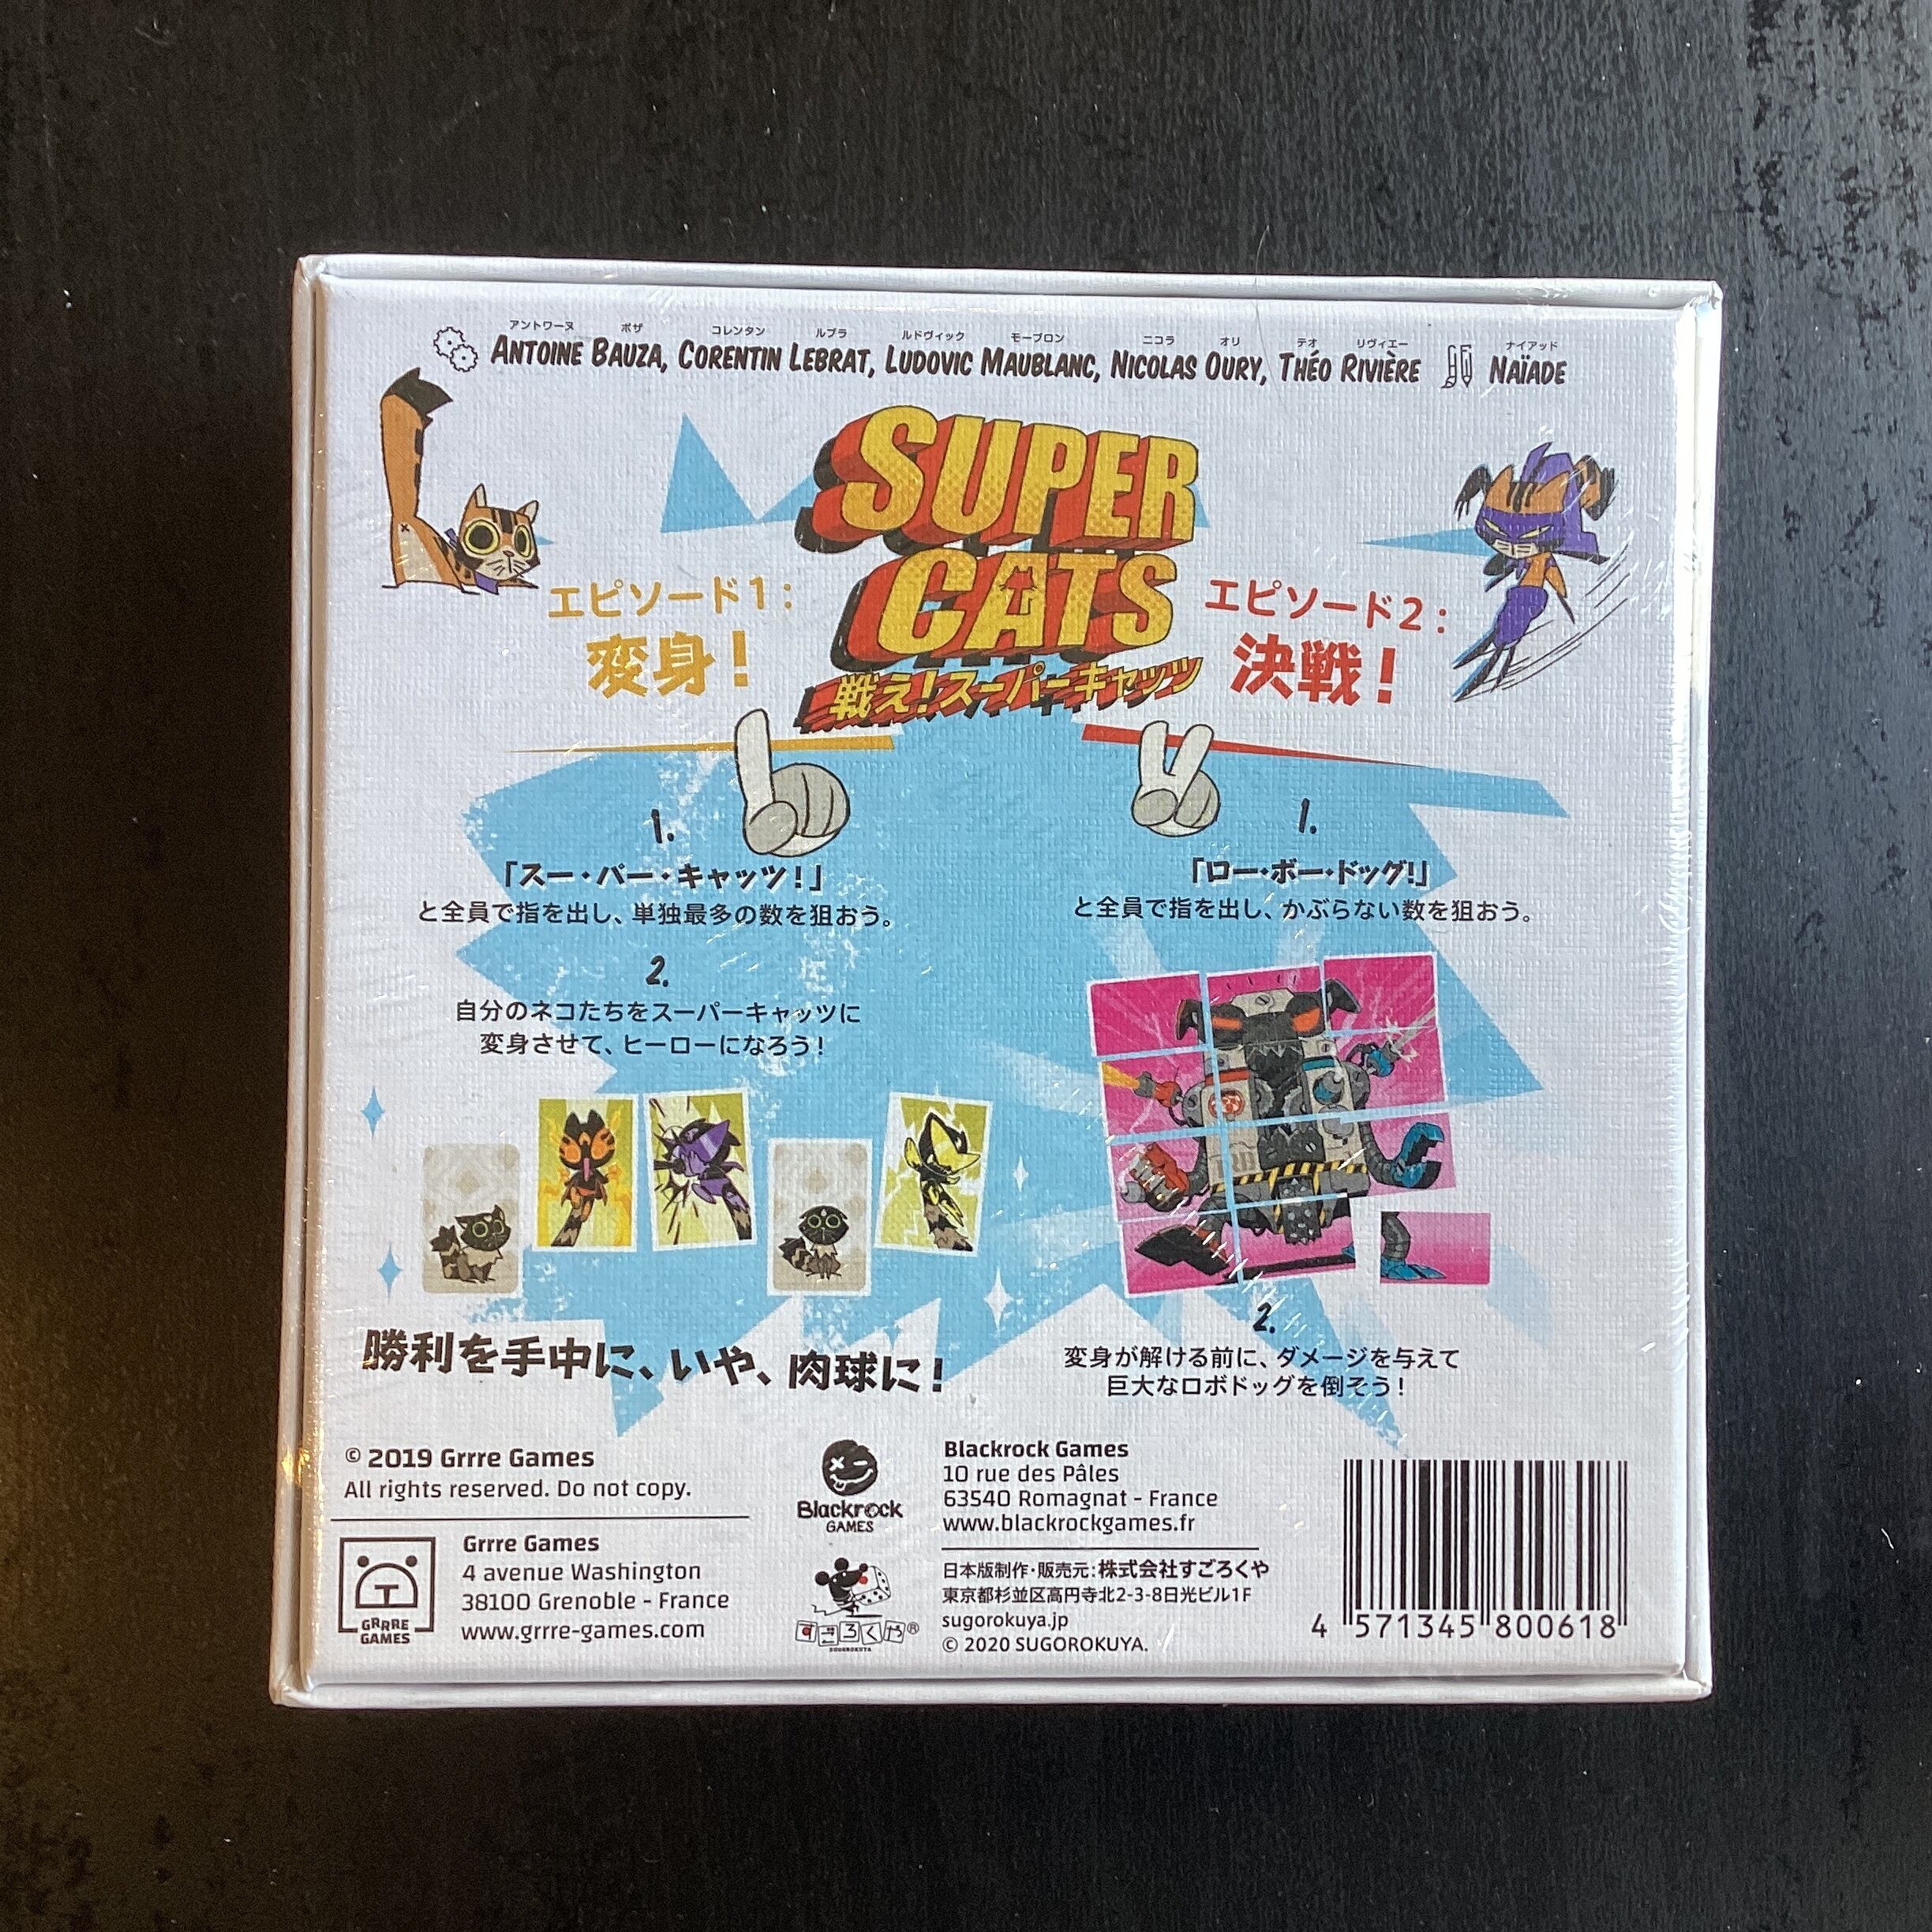 アントワーヌ ボザ コレンタン ルブラ ルドヴィック モーブロン ニコラ オリ テオ リヴィエー ナイアッド
ANTOINE BAUZA, CORENTIN LEBRAT, LUDOVIC MAUBLANC, NICOLAS OURY, THÉO RIVIÈRE NAÏADE
SUPER
CATS
戦え!スーパーキャッツ
エピソード1:
変身!
1.
「スー・パー・キャッツ!」
と全員で指を出し、単独最多の数を狙おう。
2.
自分のネコたちをスーパーキャッツに
変身させて、ヒーローになろう!
勝利を手中に、いや、肉球に!
エピソード2:
決戦!
1.
「ロー・ボー・ドッグ!」
と全員で指を出し、かぶらない数を狙おう。
2.
変身が解ける前に、ダメージを与えて
巨大なロボドッグを倒そう!
© 2019 Grrre Games
All rights reserved. Do not copy.
GRRRE
GAMES
Grrre Games
4 avenue Washington
38100 Grenoble - France
www.grrre-games.com
Blackrock
GAMES
Blackrock Games
10 rue des Pâles
63540 Romagnat - France
www.blackrockgames.fr
すごろくや®
SUGOROKUYA
日本版制作・販売元:株式会社すごろくや
東京都杉並区高円寺北2-3-8日光ビル1F
sugorokuya.jp
© 2020 SUGOROKUYA.
4 571345 800618